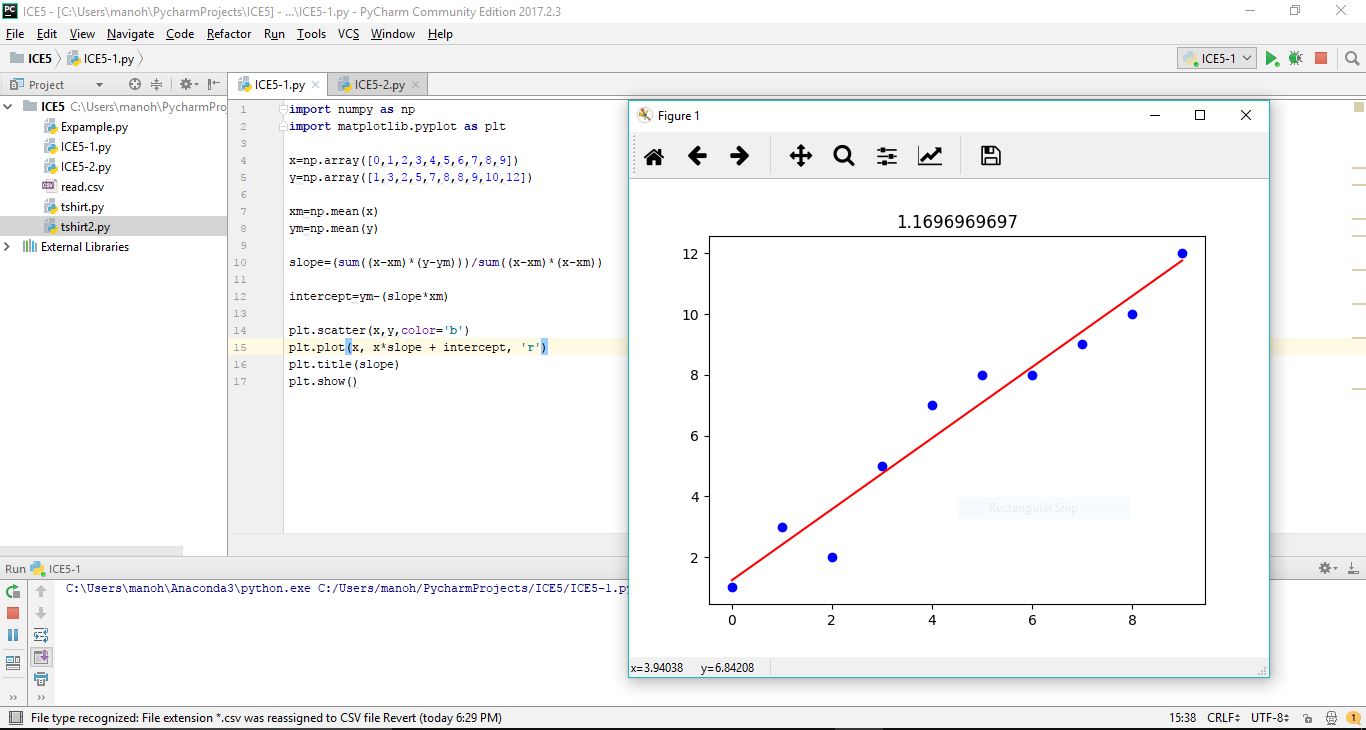 PC ICE5 - [C:\Users\manoh\PycharmProjects\ICE5] - ...\ICE5-1.py - PyCharm Community Edition 2017.2.3
File Edit View Navigate Code Refactor Run Tools VCS Window Help
ICE5 ICE5-1.py
ICE5-1
Project
ICE5-1.py
ICE5-2.py
ICE5 C:\Users\manoh\PycharmPro
Expample.py
ICE5-1.py
ICE5-2.py
read.csv
tshirt.py
tshirt2.py
External Libraries
1 import numpy as np
2 import matplotlib.pyplot as plt
3
4 x=np.array([0,1,2,3,4,5,6,7,8,9])
5 y=np.array([1,3,2,5,7,8,8,9,10,12])
6
7 xm=np.mean(x)
8 ym=np.mean(y)
9
10 slope=(sum((x-xm)*(y-ym)))/sum((x-xm)*(x-xm))
11
12 intercept=ym-(slope*xm)
13
14 plt.scatter(x,y,color='b')
15 plt.plot(x, x*slope + intercept, 'r')
16 plt.title(slope)
17 plt.show()
Figure 1
1.1696969697
12
10
8
6
4
2
0 2 4 6 8
Rectangular Snip
x=3.94038 y=6.84208
Run ICE5-1
C:\Users\manoh\Anaconda3\python.exe C:/Users/manoh/PycharmProjects/ICE5/ICE5-1.py
File type recognized: File extension *.csv was reassigned to CSV file Revert (today 6:29 PM)
15:38 CRLF UTF-8 1